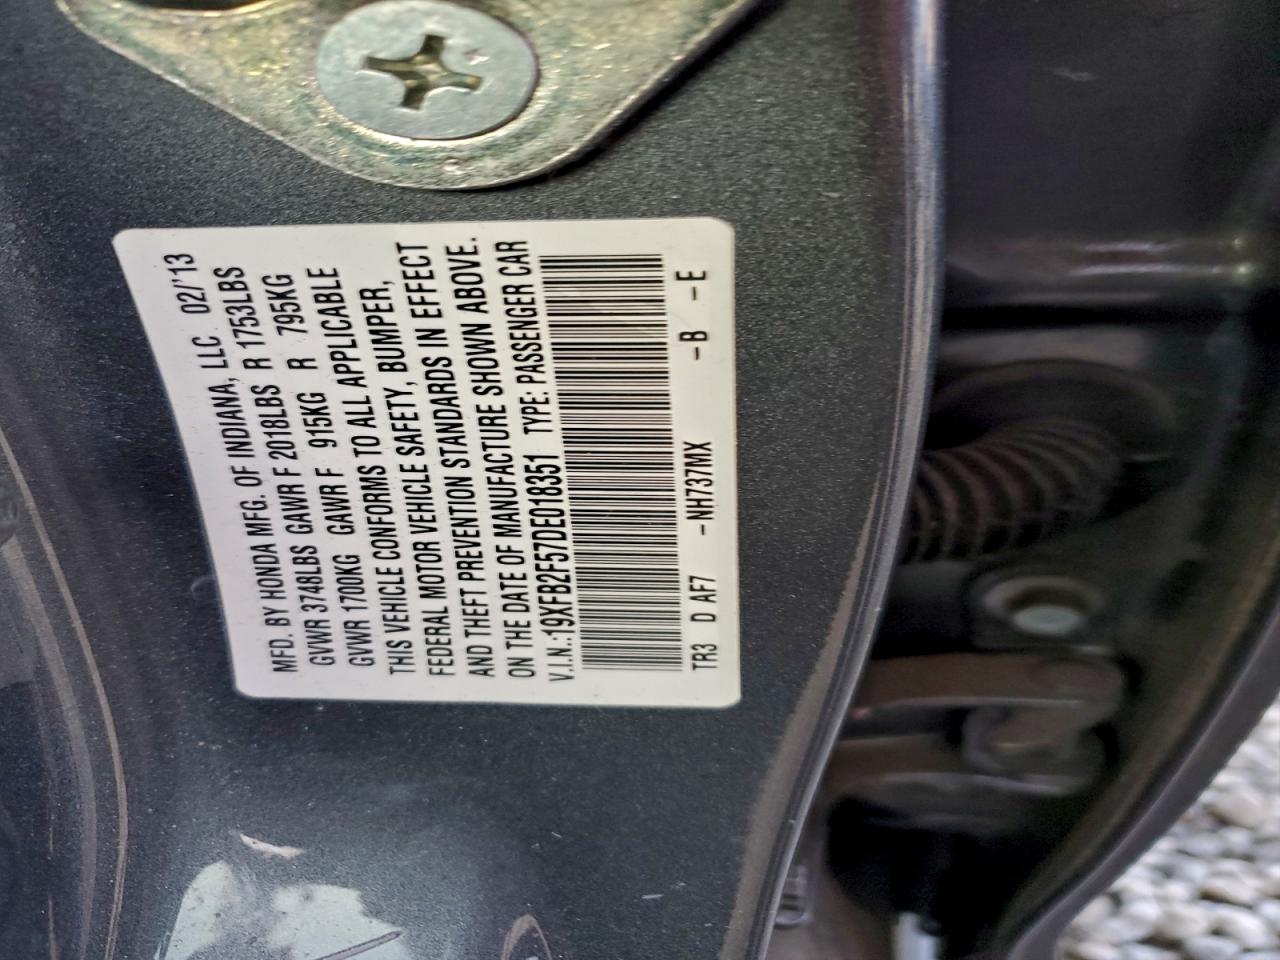 MFD. BY HONDA MFG. OF INDIANA, LLC 02/'13
GVWR 3748LBS GAWR F 2018LBS R 1753LBS
GVWR 1700KG GAWR F 915KG R 795KG
THIS VEHICLE CONFORMS TO ALL APPLICABLE
FEDERAL MOTOR VEHICLE SAFETY, BUMPER,
AND THEFT PREVENTION STANDARDS IN EFFECT
ON THE DATE OF MANUFACTURE SHOWN ABOVE.
V.I.N.:19XFB2F57DE018351 TYPE: PASSENGER CAR
TR3 D AF7 -NH737MX -B -E